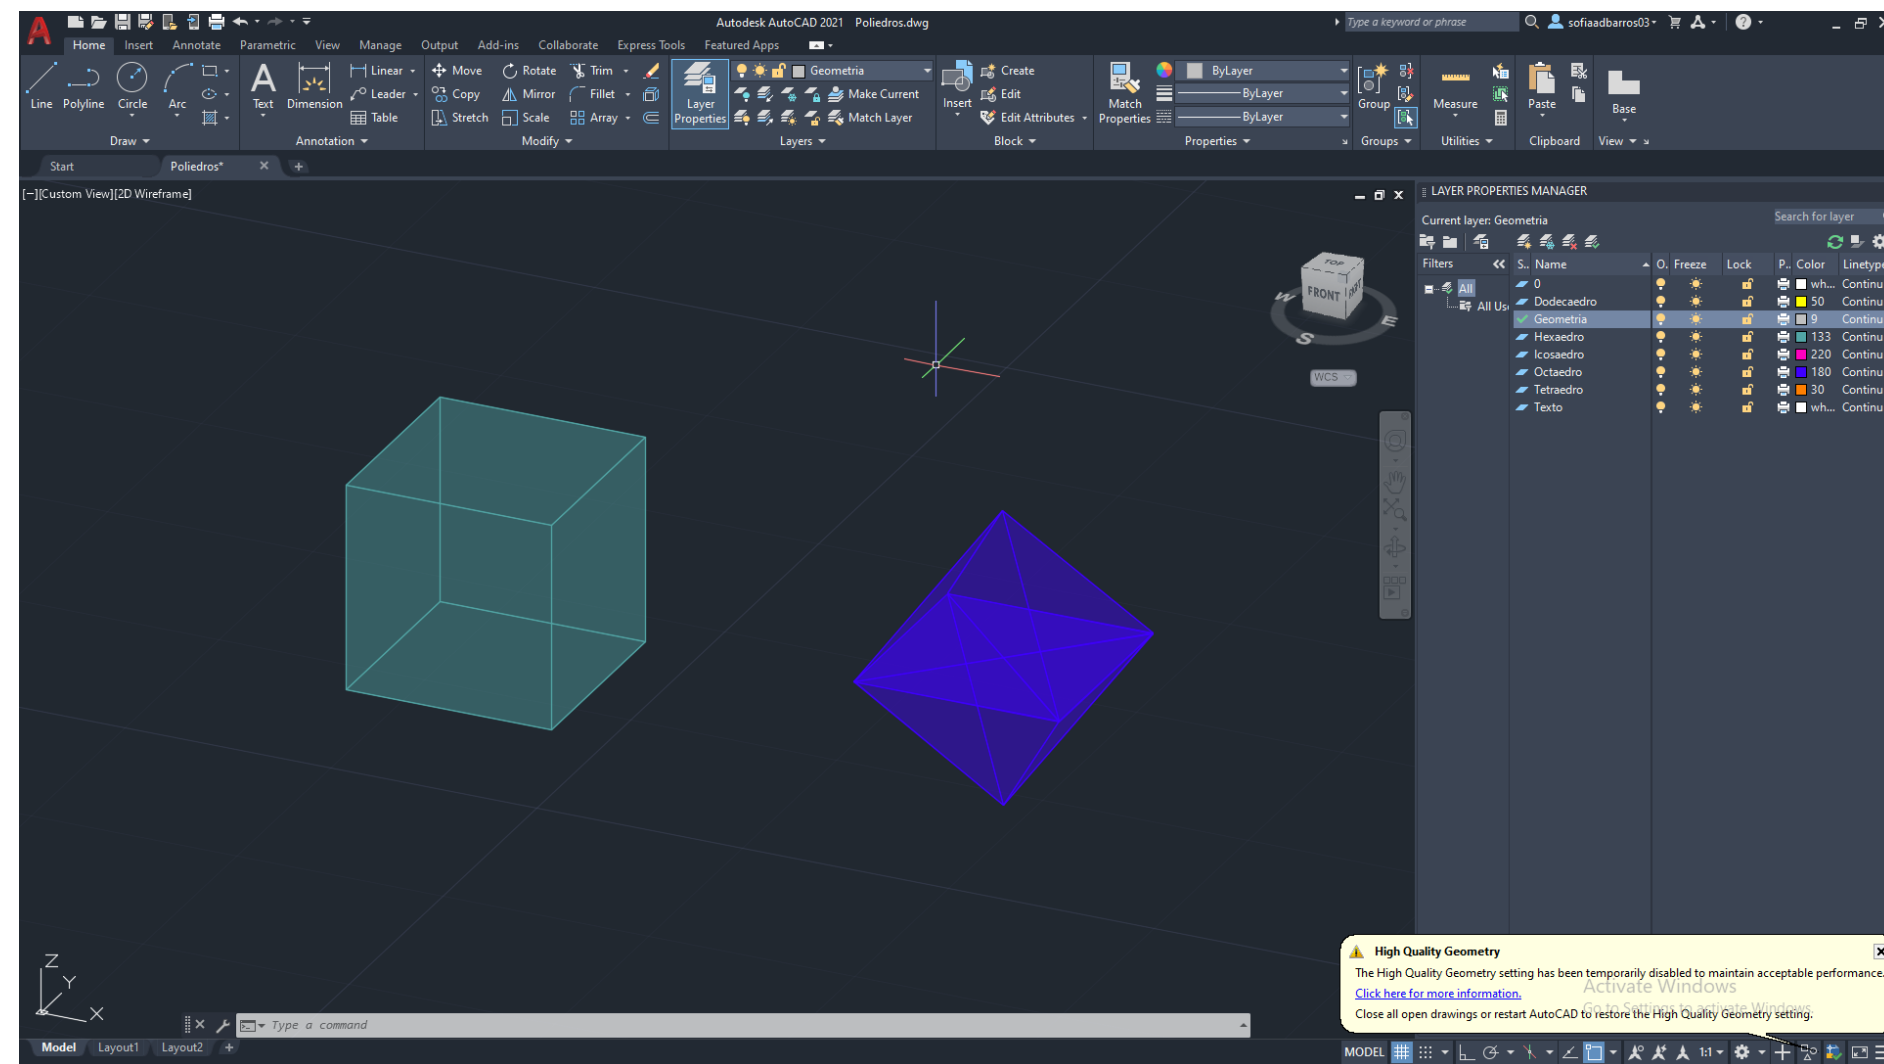 Autodesk AutoCAD 2021 Poliedros.dwg
Type a keyword or phrase
sofiaadbarros03
Home Insert Annotate Parametric View Manage Output Add-ins Collaborate Express Tools Featured Apps
Linear Move Rotate Trim Geometria Create ByLayer
Leader Copy Mirror Fillet Make Current Edit ByLayer
Line Polyline Circle Arc Text Dimension Layer Properties Insert Match Properties Group Measure Paste Base
Table Stretch Scale Array Match Layer Edit Attributes ByLayer
Draw Annotation Modify Layers Block Properties Groups Utilities Clipboard View
Start Poliedros*
[−][Custom View][2D Wireframe]
LAYER PROPERTIES MANAGER
Current layer: Geometria
Search for layer
Filters S.. Name O. Freeze Lock P.. Color Linetype
All
All Us
0 wh... Continu
Dodecaedro 50 Continu
Geometria 9 Continu
Hexaedro 133 Continu
Icosaedro 220 Continu
Octaedro 180 Continu
Tetraedro 30 Continu
Texto wh... Continu
TOP
FRONT
W
S
E
WCS
Z
Y
X
Type a command
High Quality Geometry
The High Quality Geometry setting has been temporarily disabled to maintain acceptable performance.
Click here for more information.
Close all open drawings or restart AutoCAD to restore the High Quality Geometry setting.
Activate Windows
Go to Settings to activate Windows.
Model Layout1 Layout2
MODEL 1:1